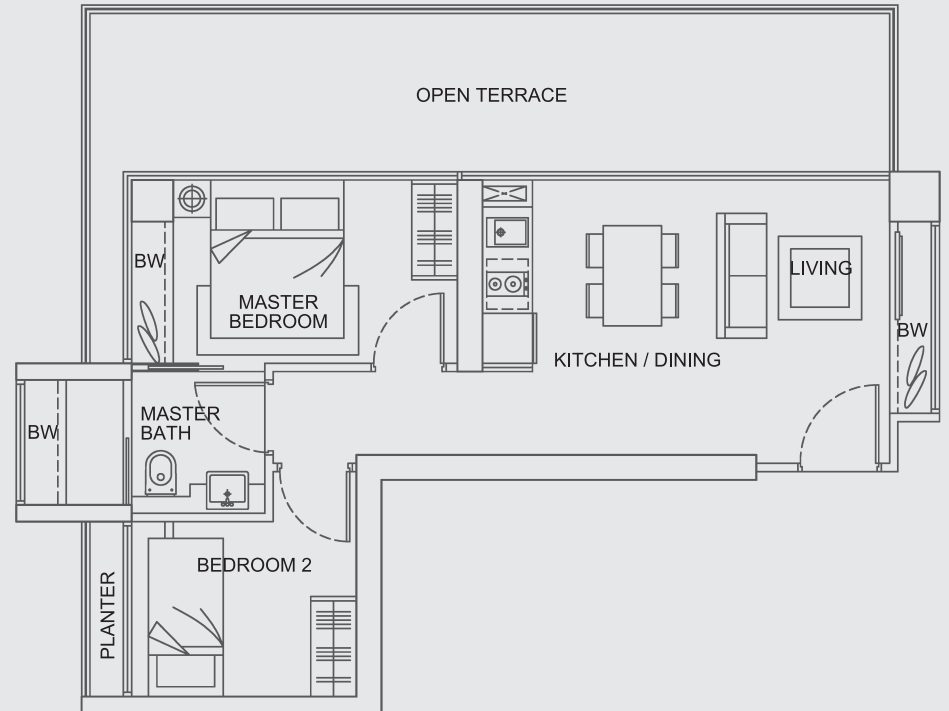 OPEN TERRACE
BW
LIVING
MASTER
BEDROOM
BW
KITCHEN / DINING
MASTER
BATH
BW
BEDROOM 2
PLANTER